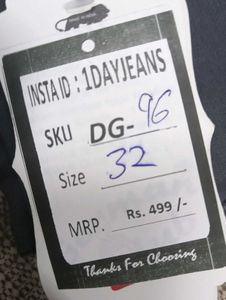 INSTA ID : 1DAYJEANS
SKU DG- 96
Size 32
MRP. Rs. 499 /-
Thanks For Choosing